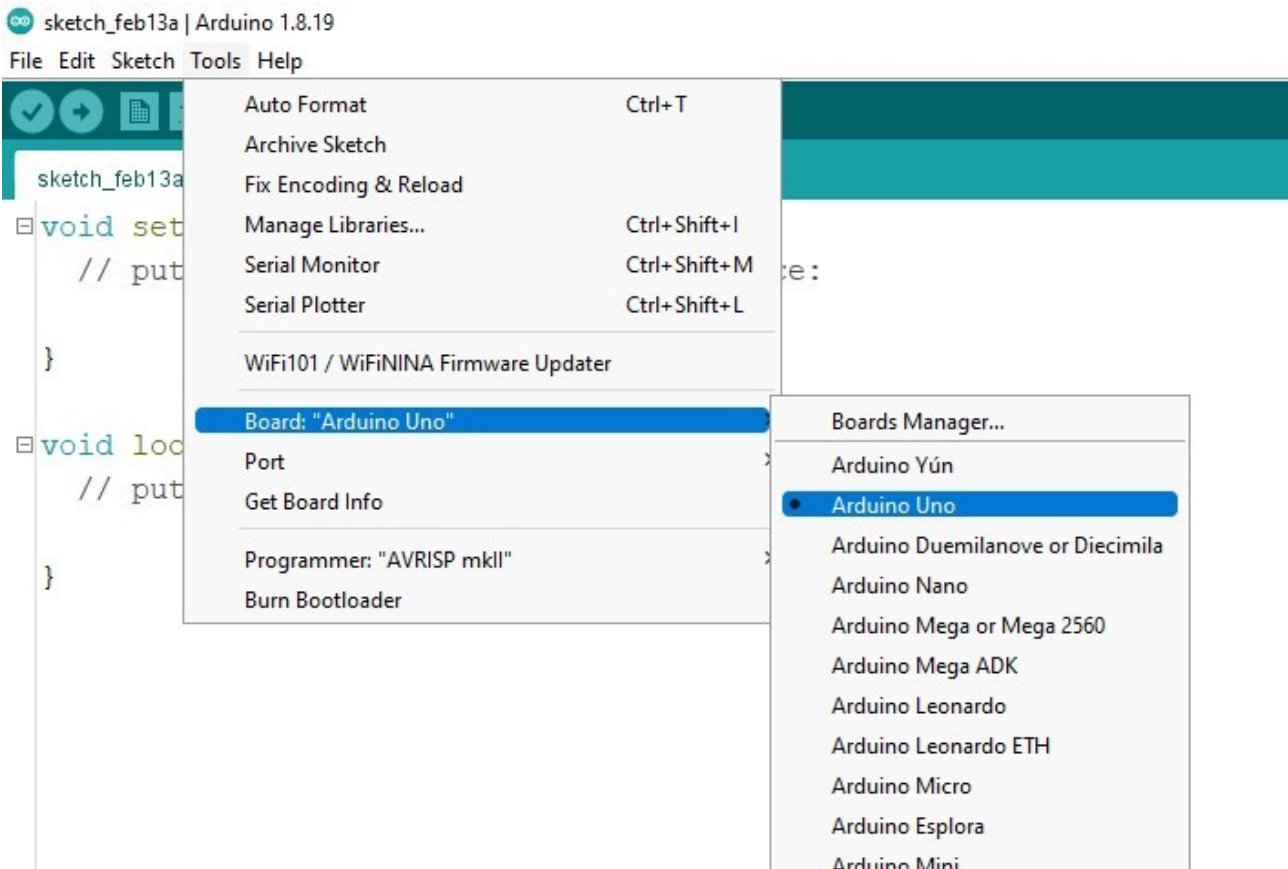 sketch_feb13a | Arduino 1.8.19
File Edit Sketch Tools Help
sketch_feb13a
Auto Format Ctrl+T
Archive Sketch
Fix Encoding & Reload
Manage Libraries... Ctrl+Shift+I
Serial Monitor Ctrl+Shift+M
Serial Plotter Ctrl+Shift+L
WiFi101 / WiFiNINA Firmware Updater
Board: "Arduino Uno"
Port
Get Board Info
Programmer: "AVRISP mkII"
Burn Bootloader
void set
// put
}
void loo
// put
}
Boards Manager...
Arduino Yún
Arduino Uno
Arduino Duemilanove or Diecimila
Arduino Nano
Arduino Mega or Mega 2560
Arduino Mega ADK
Arduino Leonardo
Arduino Leonardo ETH
Arduino Micro
Arduino Esplora
Arduino Mini